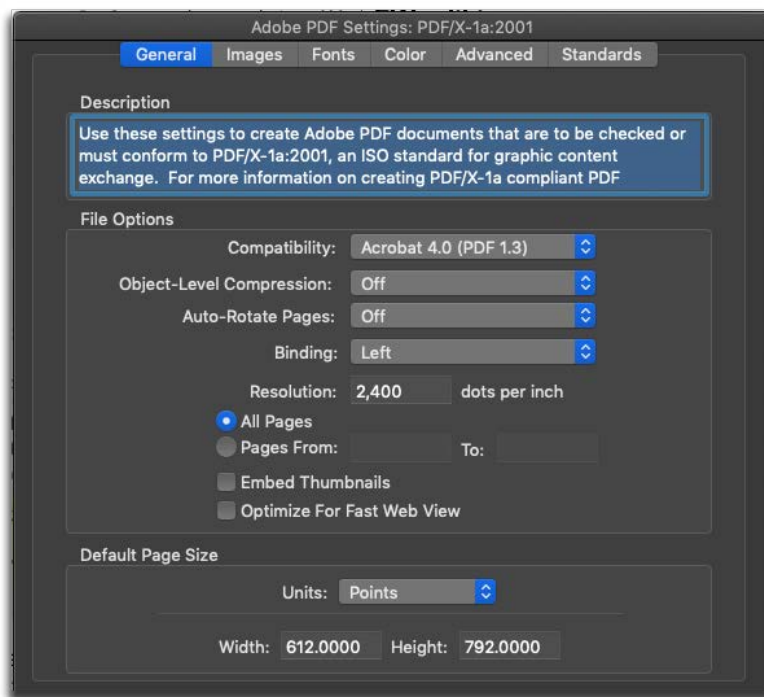 Adobe PDF Settings: PDF/X-1a:2001
General Images Fonts Color Advanced Standards
Description
Use these settings to create Adobe PDF documents that are to be checked or
must conform to PDF/X-1a:2001, an ISO standard for graphic content
exchange.  For more information on creating PDF/X-1a compliant PDF
File Options
Compatibility: Acrobat 4.0 (PDF 1.3)
Object-Level Compression: Off
Auto-Rotate Pages: Off
Binding: Left
Resolution: 2,400 dots per inch
All Pages
Pages From: To:
Embed Thumbnails
Optimize For Fast Web View
Default Page Size
Units: Points
Width: 612.0000 Height: 792.0000